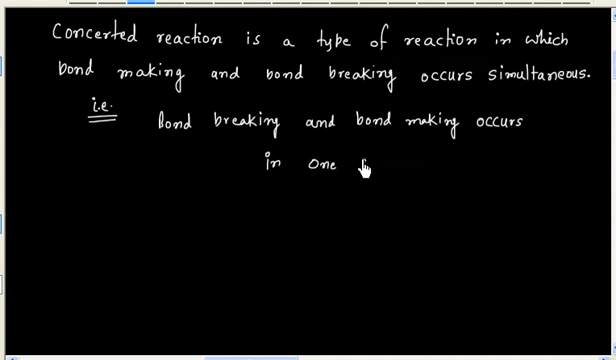 Concerted reaction is a type of reaction in which
bond making and bond breaking occurs simultaneous.
i.e. Bond breaking and bond making occurs
in one